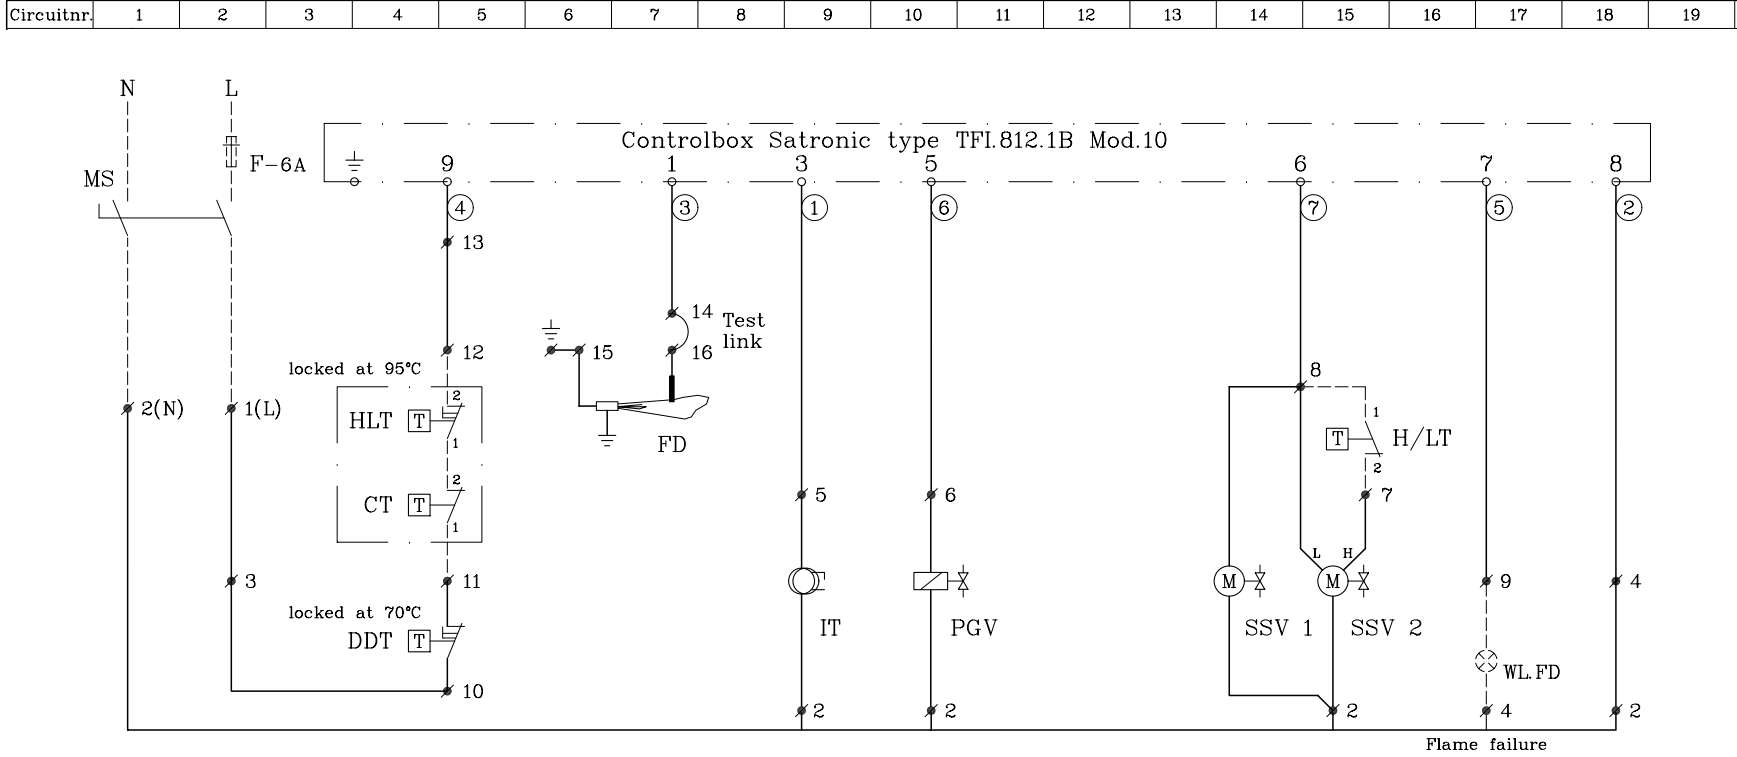 Circuitnr. 1 2 3 4 5 6 7 8 9 10 11 12 13 14 15 16 17 18 19
N L
Controlbox Satronic type TFI.812.1B Mod.10
F-6A 9 1 3 5 6 7 8
MS
4 3 1 6 7 5 2
13
14 Test
link
12 15 16
locked at 95°C 8
2
2(N) 1(L) HLT T 1
1 FD T H/LT
2
2
CT T 5 6 7
1
L H
3 11 M M 9 4
locked at 70°C
DDT T IT PGV SSV 1 SSV 2
WL.FD
10
2 2 2 4 2
Flame failure